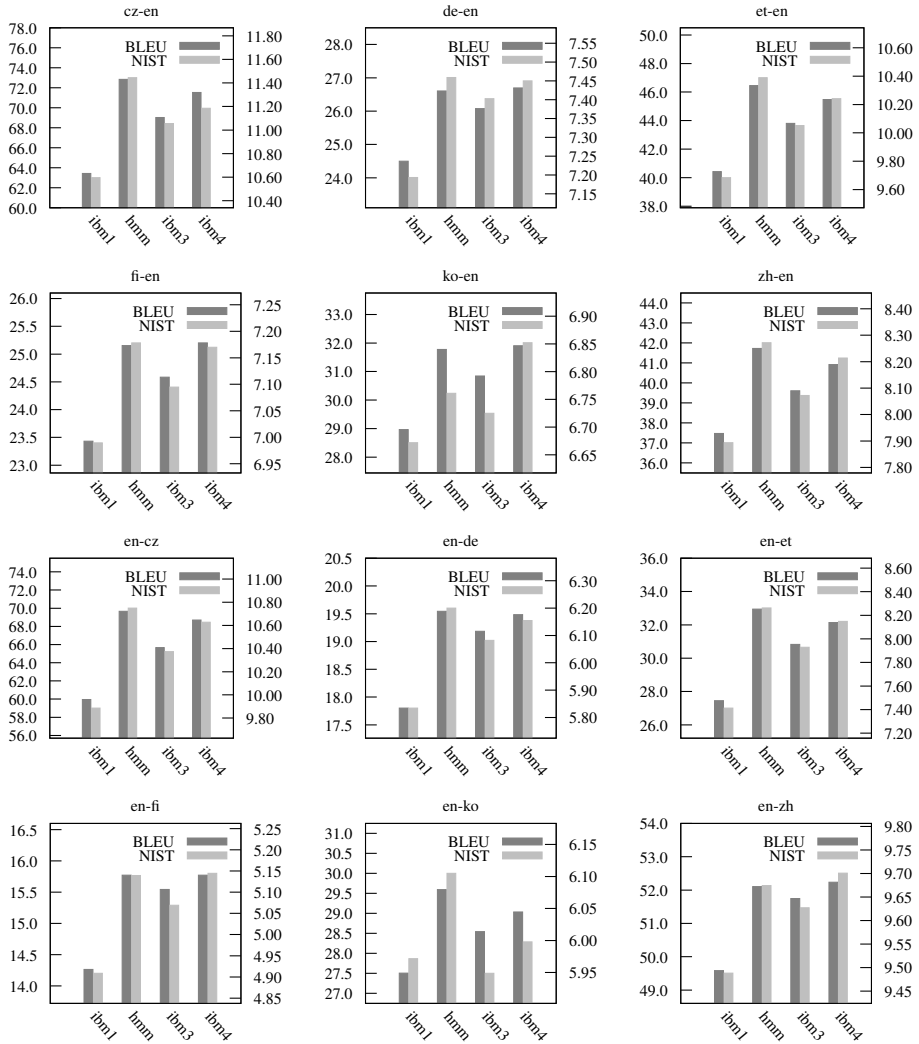 cz-en
78.0
76.0
74.0
72.0
70.0
68.0
66.0
64.0
62.0
60.0
BLEU
NIST
11.80
11.60
11.40
11.20
11.00
10.80
10.60
10.40
ibm1
hmm
ibm3
ibm4
de-en
28.0
27.0
26.0
25.0
24.0
BLEU
NIST
7.55
7.50
7.45
7.40
7.35
7.30
7.25
7.20
7.15
ibm1
hmm
ibm3
ibm4
et-en
50.0
48.0
46.0
44.0
42.0
40.0
38.0
BLEU
NIST
10.60
10.40
10.20
10.00
9.80
9.60
ibm1
hmm
ibm3
ibm4
fi-en
26.0
25.5
25.0
24.5
24.0
23.5
23.0
BLEU
NIST
7.25
7.20
7.15
7.10
7.05
7.00
6.95
ibm1
hmm
ibm3
ibm4
ko-en
33.0
32.0
31.0
30.0
29.0
28.0
BLEU
NIST
6.90
6.85
6.80
6.75
6.70
6.65
ibm1
hmm
ibm3
ibm4
zh-en
44.0
43.0
42.0
41.0
40.0
39.0
38.0
37.0
36.0
BLEU
NIST
8.40
8.30
8.20
8.10
8.00
7.90
7.80
ibm1
hmm
ibm3
ibm4
en-cz
74.0
72.0
70.0
68.0
66.0
64.0
62.0
60.0
58.0
56.0
BLEU
NIST
11.00
10.80
10.60
10.40
10.20
10.00
9.80
ibm1
hmm
ibm3
ibm4
en-de
20.5
20.0
19.5
19.0
18.5
18.0
17.5
BLEU
NIST
6.30
6.20
6.10
6.00
5.90
5.80
ibm1
hmm
ibm3
ibm4
en-et
36.0
34.0
32.0
30.0
28.0
26.0
BLEU
NIST
8.60
8.40
8.20
8.00
7.80
7.60
7.40
7.20
ibm1
hmm
ibm3
ibm4
en-fi
16.5
16.0
15.5
15.0
14.5
14.0
BLEU
NIST
5.25
5.20
5.15
5.10
5.05
5.00
4.95
4.90
4.85
ibm1
hmm
ibm3
ibm4
en-ko
31.0
30.5
30.0
29.5
29.0
28.5
28.0
27.5
27.0
BLEU
NIST
6.15
6.10
6.05
6.00
5.95
ibm1
hmm
ibm3
ibm4
en-zh
54.0
53.0
52.0
51.0
50.0
49.0
BLEU
NIST
9.80
9.75
9.70
9.65
9.60
9.55
9.50
9.45
ibm1
hmm
ibm3
ibm4